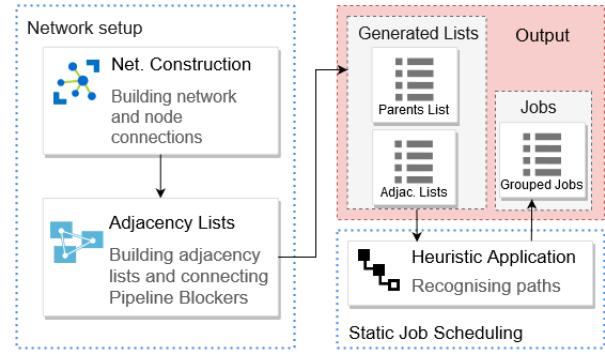 Network setup
Net. Construction
Building network
and node
connections
Adjacency Lists
Building adjacency
lists and connecting
Pipeline Blockers
Generated Lists
Parents List
Adjac. Lists
Output
Jobs
Grouped Jobs
Heuristic Application
Recognising paths
Static Job Scheduling